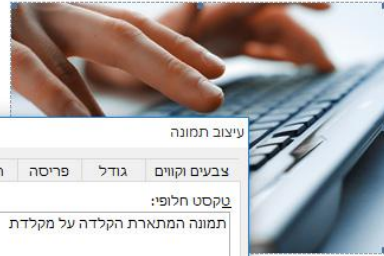 עיצוב תמונה
צבעים וקווים גודל פריסה
טקסט חלופי:
תמונה המתארת הקלדה על מקלדת